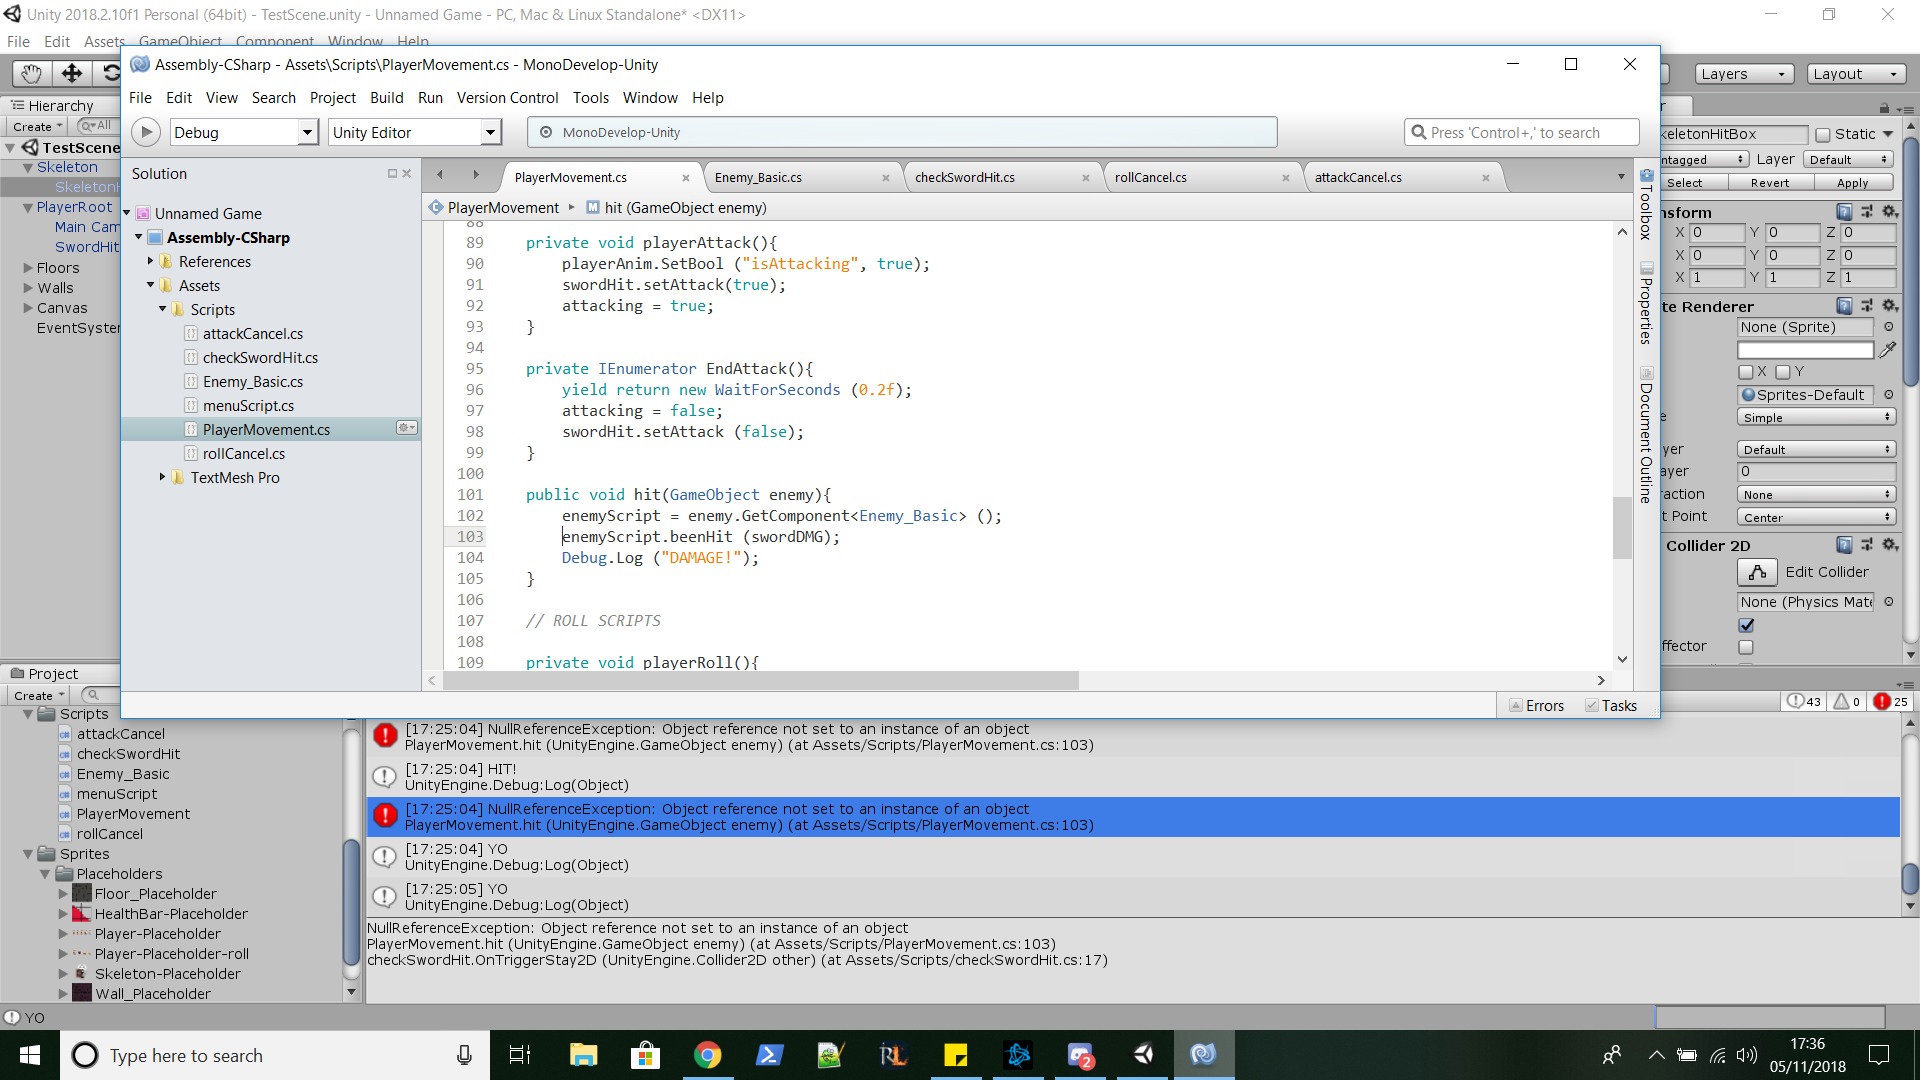 Unity 2018.2.10f1 Personal (64bit) - TestScene.unity - Unnamed Game - PC, Mac & Linux Standalone* <DX11>
File Edit Assets GameObject Component Window Help
Assembly-CSharp - Assets\Scripts\PlayerMovement.cs - MonoDevelop-Unity
File Edit View Search Project Build Run Version Control Tools Window Help
Debug Unity Editor MonoDevelop-Unity Press 'Control+,' to search
Layers Layout
Hierarchy
Create All
TestScene
Skeleton
SkeletonH
PlayerRoot
Main Cam
SwordHit
Floors
Walls
Canvas
EventSyster
Solution
Unnamed Game
Assembly-CSharp
References
Assets
Scripts
attackCancel.cs
checkSwordHit.cs
Enemy_Basic.cs
menuScript.cs
PlayerMovement.cs
rollCancel.cs
TextMesh Pro
PlayerMovement.cs Enemy_Basic.cs checkSwordHit.cs rollCancel.cs attackCancel.cs
PlayerMovement hit (GameObject enemy)
88
89 private void playerAttack(){
90 playerAnim.SetBool ("isAttacking", true);
91 swordHit.setAttack(true);
92 attacking = true;
93 }
94
95 private IEnumerator EndAttack(){
96 yield return new WaitForSeconds (0.2f);
97 attacking = false;
98 swordHit.setAttack (false);
99 }
100
101 public void hit(GameObject enemy){
102 enemyScript = enemy.GetComponent<Enemy_Basic> ();
103 enemyScript.beenHit (swordDMG);
104 Debug.Log ("DAMAGE!");
105 }
106
107 // ROLL SCRIPTS
108
109 private void playerRoll(){
Toolbox
Properties
Document Outline
Errors Tasks
r
keletonHitBox Static
ntagged Layer Default
Select Revert Apply
nsform
X 0 Y 0 Z 0
X 0 Y 0 Z 0
X 1 Y 1 Z 1
te Renderer
None (Sprite)
X Y
Sprites-Default
e Simple
yer Default
ayer 0
raction None
t Point Center
Collider 2D
Edit Collider
None (Physics Mate
ffector
Project
Create
Scripts
attackCancel
checkSwordHit
Enemy_Basic
menuScript
PlayerMovement
rollCancel
Sprites
Placeholders
Floor_Placeholder
HealthBar-Placeholder
Player-Placeholder
Player-Placeholder-roll
Skeleton-Placeholder
Wall_Placeholder
43 0 25
[17:25:04] NullReferenceException: Object reference not set to an instance of an object
PlayerMovement.hit (UnityEngine.GameObject enemy) (at Assets/Scripts/PlayerMovement.cs:103)
[17:25:04] HIT!
UnityEngine.Debug:Log(Object)
[17:25:04] NullReferenceException: Object reference not set to an instance of an object
PlayerMovement.hit (UnityEngine.GameObject enemy) (at Assets/Scripts/PlayerMovement.cs:103)
[17:25:04] YO
UnityEngine.Debug:Log(Object)
[17:25:05] YO
UnityEngine.Debug:Log(Object)
NullReferenceException: Object reference not set to an instance of an object
PlayerMovement.hit (UnityEngine.GameObject enemy) (at Assets/Scripts/PlayerMovement.cs:103)
checkSwordHit.OnTriggerStay2D (UnityEngine.Collider2D other) (at Assets/Scripts/checkSwordHit.cs:17)
YO
Type here to search
RL
2
17:36
05/11/2018